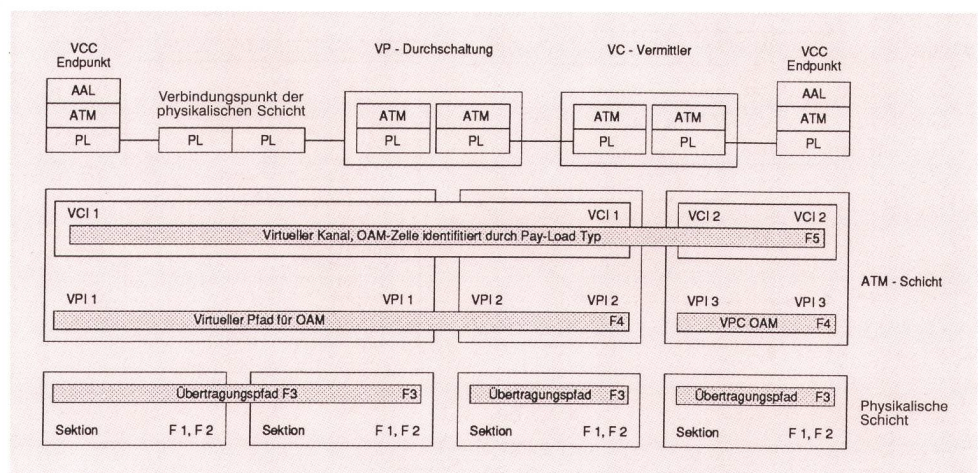 VCC
Endpunkt
VP - Durchschaltung
VC - Vermittler
VCC
Endpunkt
AAL
ATM
PL
Verbindungspunkt der
physikalischen Schicht
PL PL
ATM ATM
PL PL
ATM ATM
PL PL
AAL
ATM
PL
VCI 1 VCI 1 VCI 2 VCI 2
Virtueller Kanal, OAM-Zelle identifitiert durch Pay-Load Typ F5
ATM - Schicht
VPI 1 VPI 1 VPI 2 VPI 2 VPI 3 VPI 3
Virtueller Pfad für OAM F4 VPC OAM F4
Übertragungspfad F3 F3 Übertragungspfad F3 Übertragungspfad F3
Physikalische
Schicht
Sektion F 1, F 2 Sektion F 1, F 2 Sektion F 1, F 2 Sektion F 1, F 2